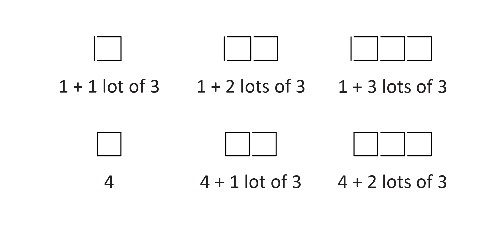 1 + 1 lot of 3 1 + 2 lots of 3 1 + 3 lots of 3
4 4 + 1 lot of 3 4 + 2 lots of 3